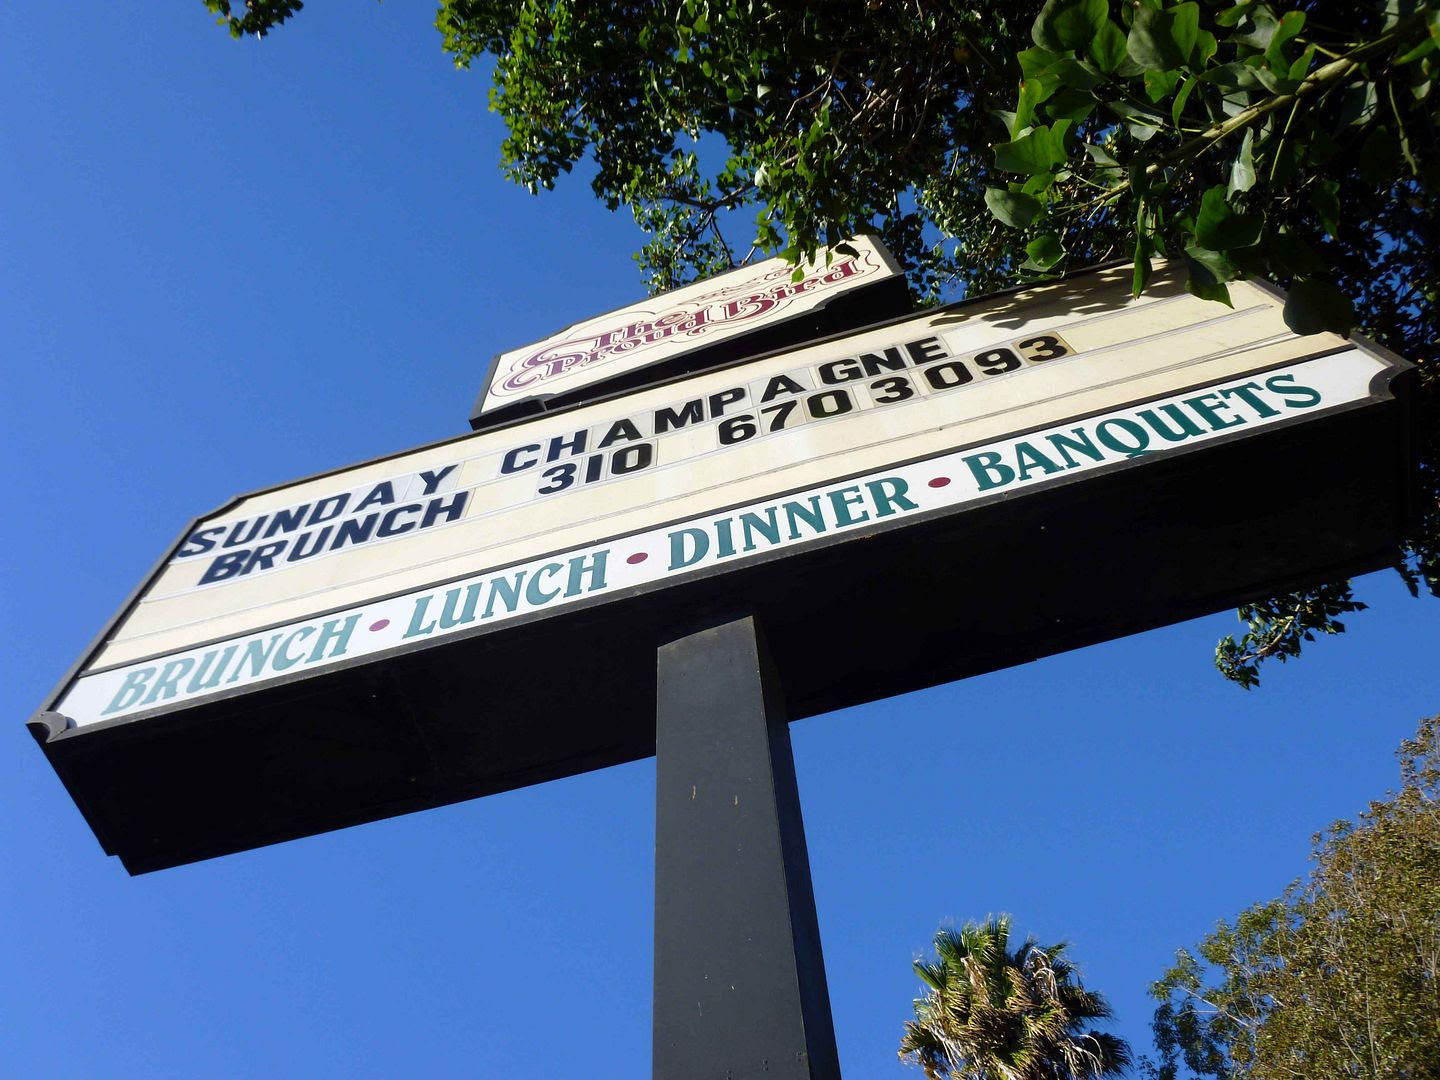 The
Proud Bird
SUNDAY CHAMPAGNE
BRUNCH 310 670 3093
BRUNCH • LUNCH • DINNER • BANQUETS